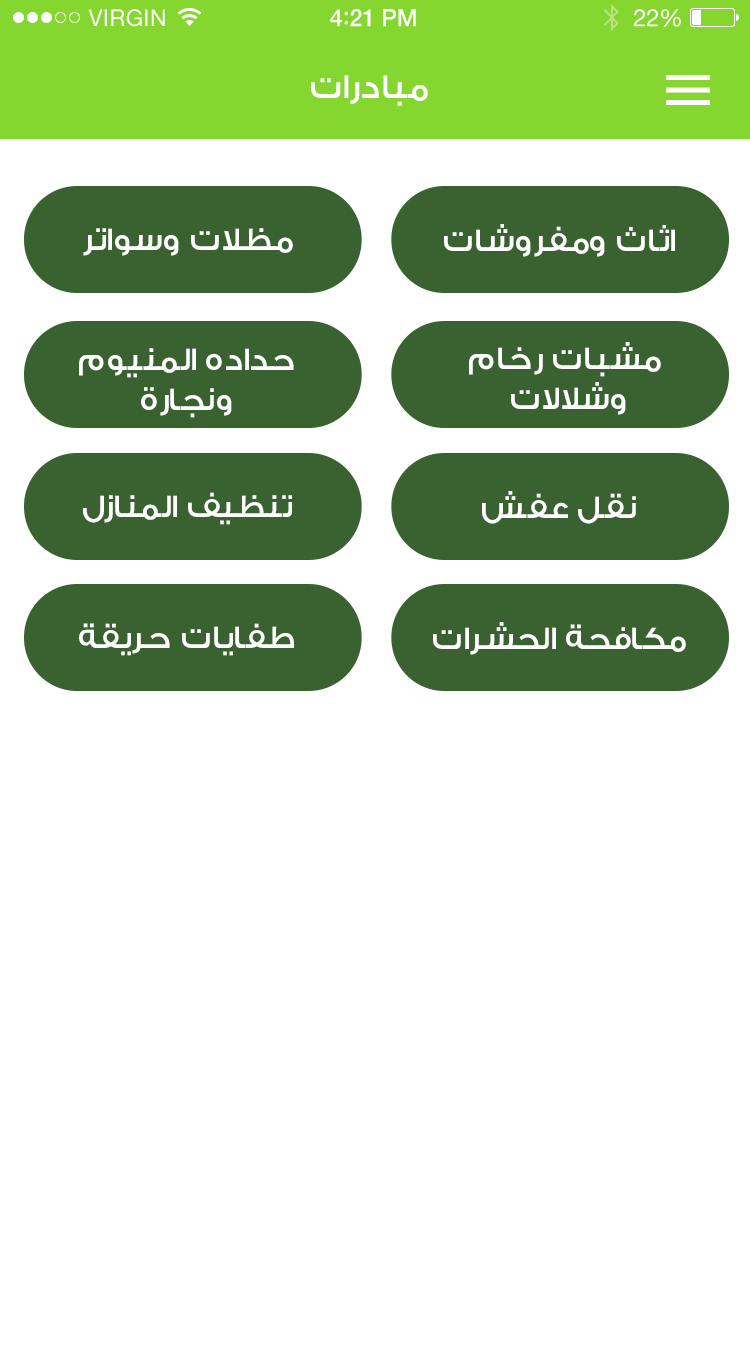 VIRGIN 4:21 PM 22%
مبادرات
اثاث ومفروشات
مظلات وسواتر
مشبات رخام
وشلالات
حداده المنيوم
ونجارة
نقل عفش
تنظيف المنازل
مكافحة الحشرات
طفايات حريقة